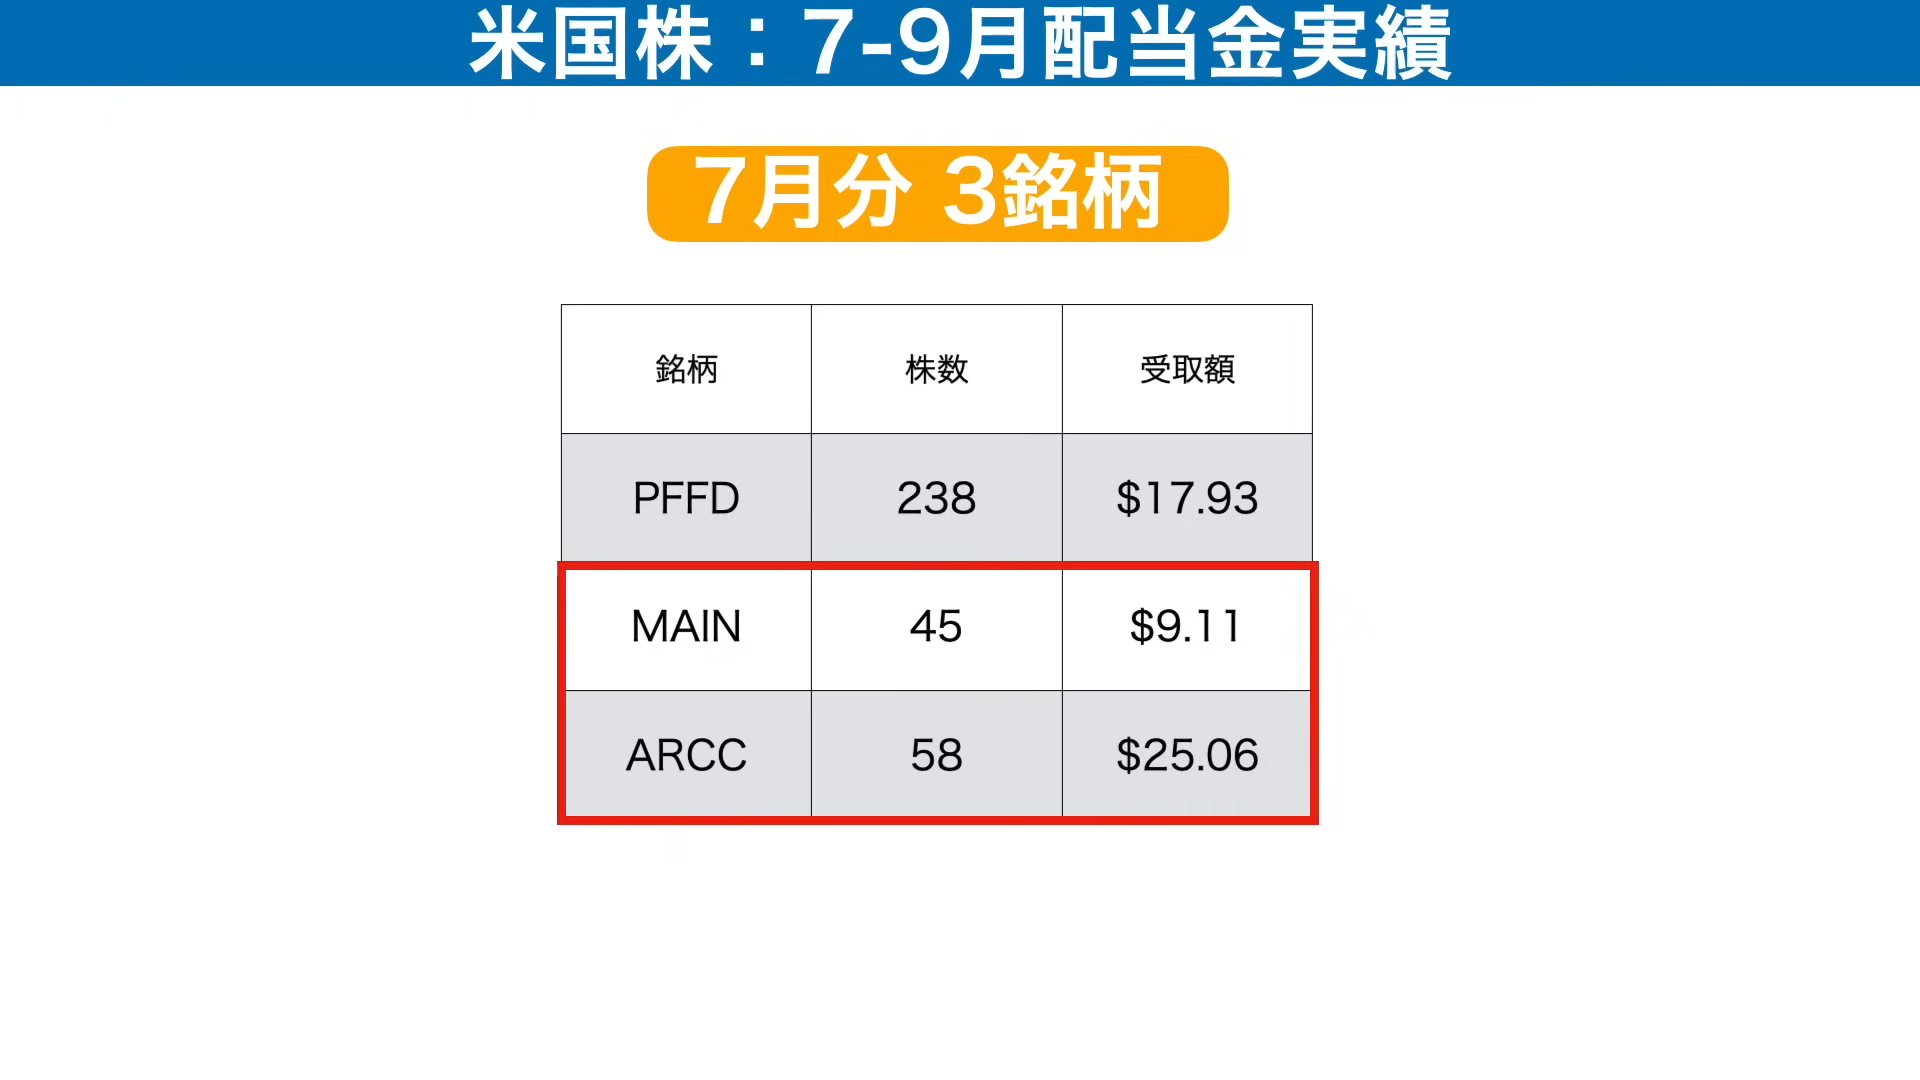 米国株：7-9月配当金実績
7月分 3銘柄
銘柄 株数 受取額
PFFD 238 $17.93
MAIN 45 $9.11
ARCC 58 $25.06